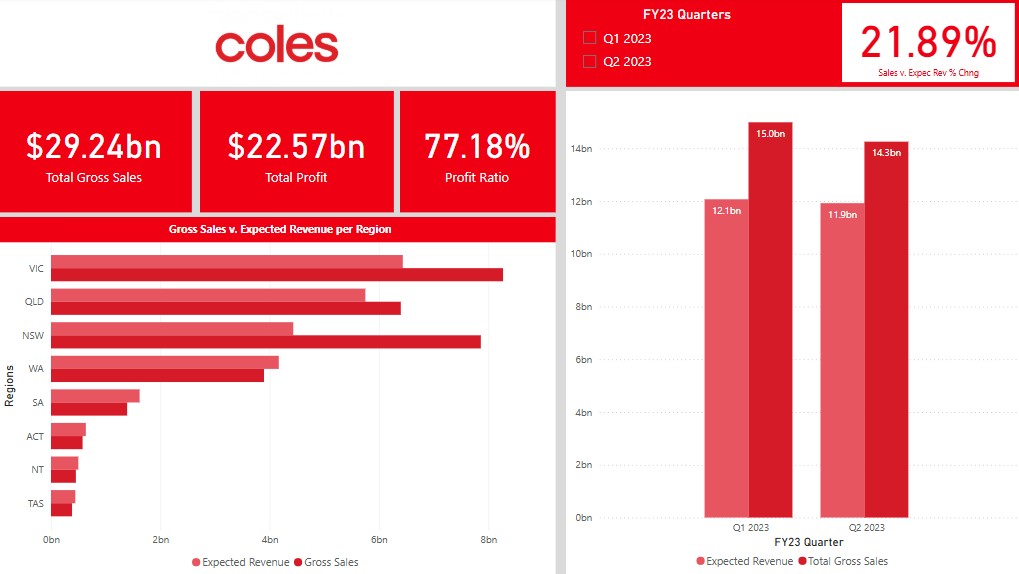 coles
$29.24bn
Total Gross Sales
$22.57bn
Total Profit
77.18%
Profit Ratio
Gross Sales v. Expected Revenue per Region
Regions
VIC
QLD
NSW
WA
SA
ACT
NT
TAS
0bn 2bn 4bn 6bn 8bn
Expected Revenue Gross Sales
FY23 Quarters
Q1 2023
Q2 2023
21.89%
Sales v. Expec Rev % Chng
14bn
12bn
10bn
8bn
6bn
4bn
2bn
0bn
12.1bn 15.0bn
11.9bn 14.3bn
Q1 2023 Q2 2023
FY23 Quarter
Expected Revenue Total Gross Sales